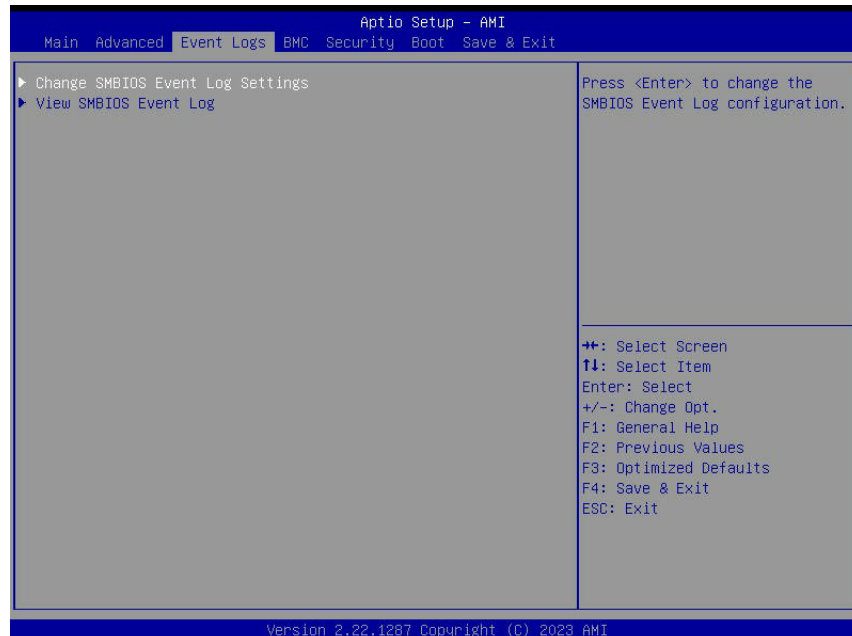 Aptio Setup – AMI
Main Advanced Event Logs BMC Security Boot Save & Exit
▶ Change SMBIOS Event Log Settings
▶ View SMBIOS Event Log
Press <Enter> to change the
SMBIOS Event Log configuration.
→←: Select Screen
↑↓: Select Item
Enter: Select
+/-: Change Opt.
F1: General Help
F2: Previous Values
F3: Optimized Defaults
F4: Save & Exit
ESC: Exit
Version 2.22.1287 Copyright (C) 2023 AMI